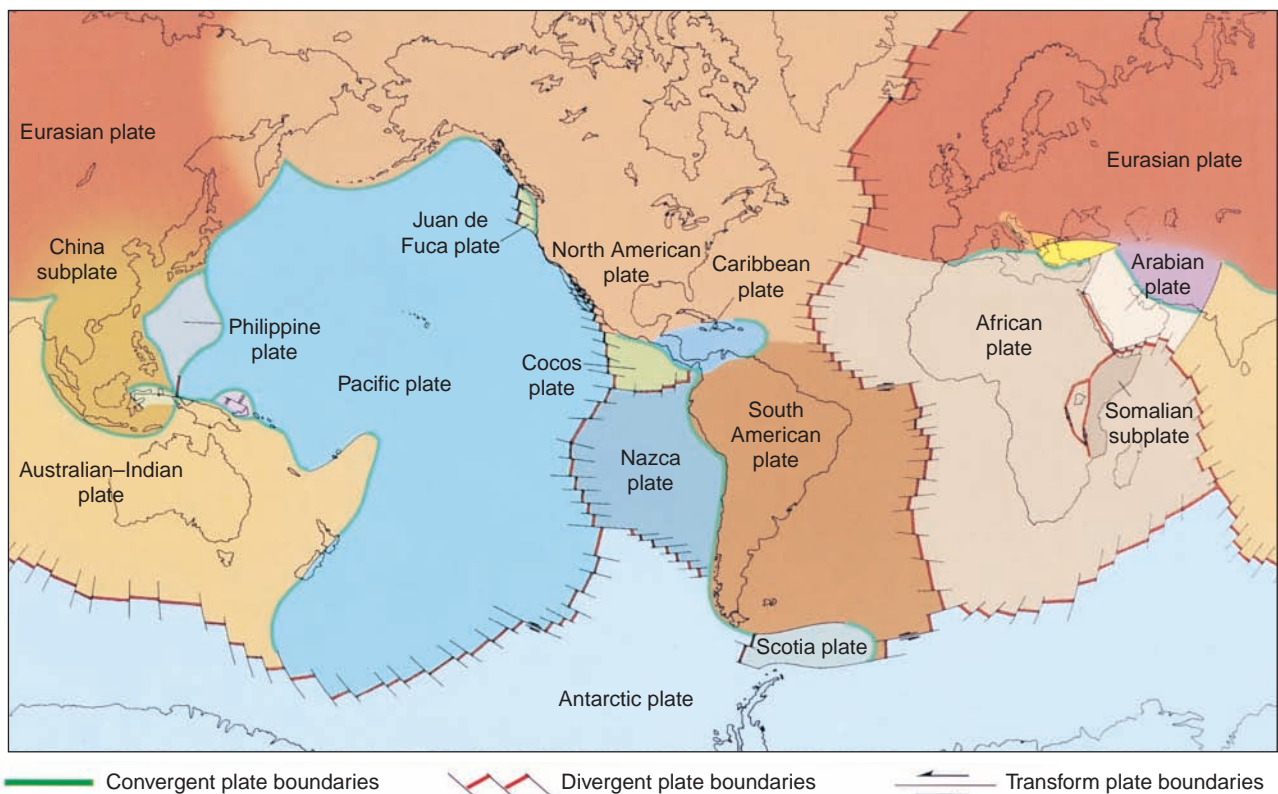 Eurasian plate
Eurasian plate
China
subplate
Juan de
Fuca plate
North American
plate
Caribbean
plate
Arabian
plate
Philippine
plate
African
plate
Pacific plate
Cocos
plate
South
American
plate
Somalian
subplate
Australian–Indian
plate
Nazca
plate
Scotia plate
Antarctic plate
Convergent plate boundaries
Divergent plate boundaries
Transform plate boundaries